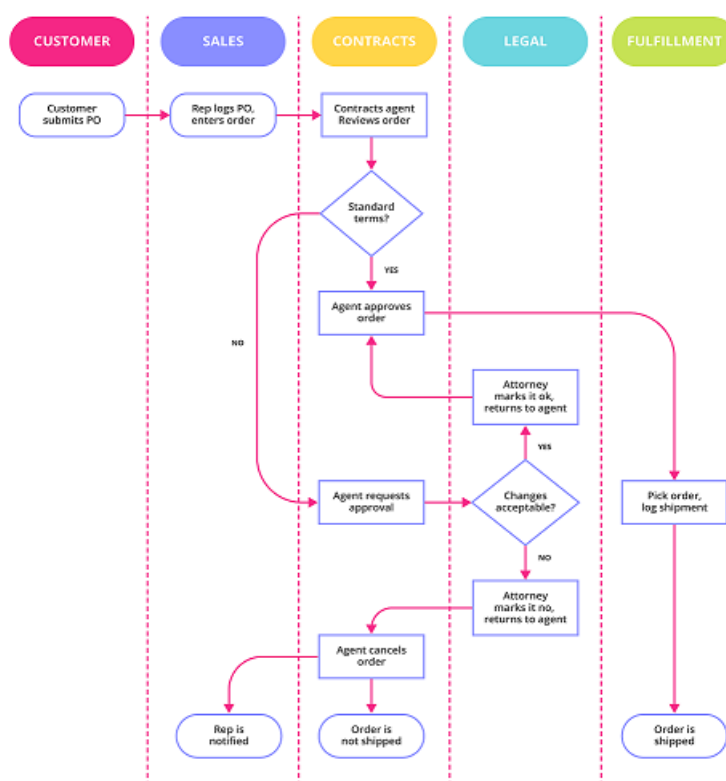 CUSTOMER
SALES
CONTRACTS
LEGAL
FULFILLMENT
Customer
submits PO
Rep logs PO,
enters order
Contracts agent
Reviews order
Standard
terms?
YES
Agent approves
order
NO
Attorney
marks it ok,
returns to agent
YES
Agent requests
approval
Changes
acceptable?
Pick order,
log shipment
NO
Attorney
marks it no,
returns to agent
Agent cancels
order
Rep is
notified
Order is
not shipped
Order is
shipped